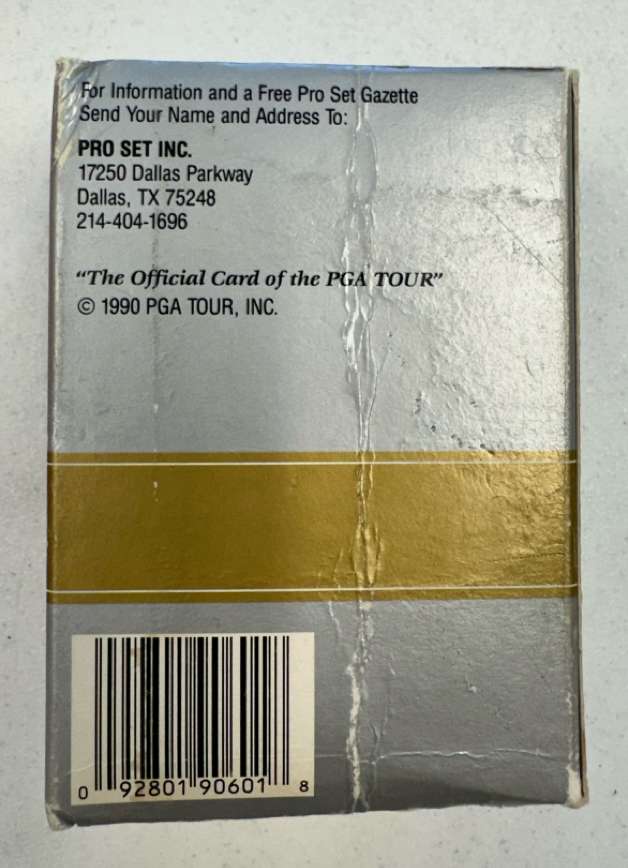 For Information and a Free Pro Set Gazette
Send Your Name and Address To:
PRO SET INC.
17250 Dallas Parkway
Dallas, TX 75248
214-404-1696
“The Official Card of the PGA TOUR”
© 1990 PGA TOUR, INC.
0 92801 90601 8